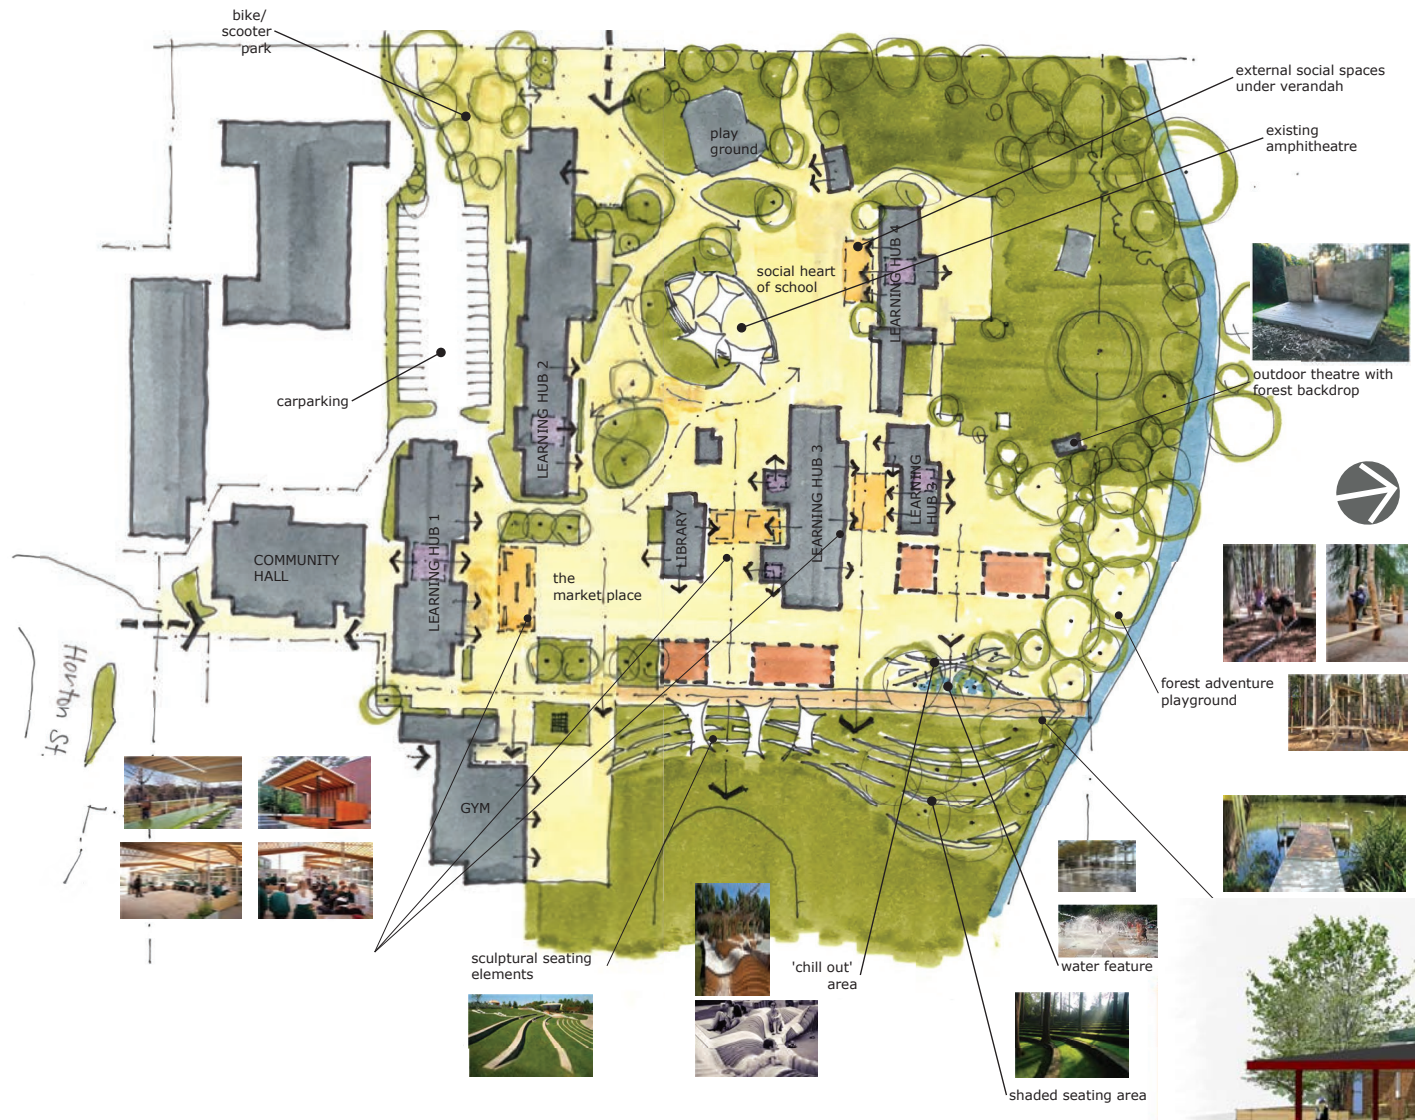 bike/
scooter
park
external social spaces
under verandah
existing
amphitheatre
play
ground
social heart
of school
LEARNING HUB 4
outdoor theatre with
forest backdrop
carparking
LEARNING HUB 2
LEARNING HUB 3
LEARNING
HUB 3
LIBRARY
LEARNING HUB 1
COMMUNITY
HALL
the
market place
Horton St.
forest adventure
playground
GYM
sculptural seating
elements
'chill out'
area
water feature
shaded seating area